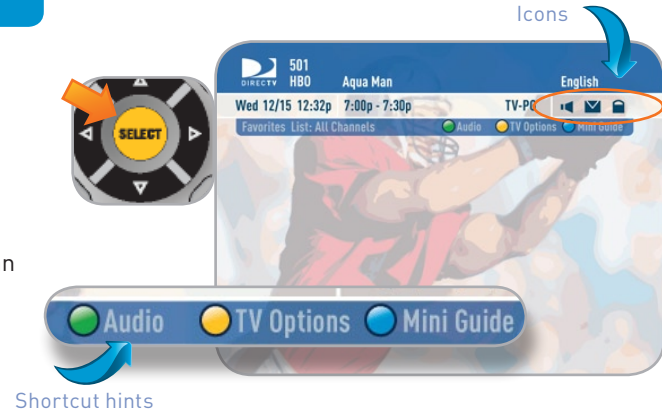 Icons
501
DIRECTV HBO Aqua Man English
Wed 12/15 12:32p 7:00p - 7:30p TV-PG
Favorites List: All Channels Audio TV Options Mini Guide
SELECT
n
Audio TV Options Mini Guide
Shortcut hints